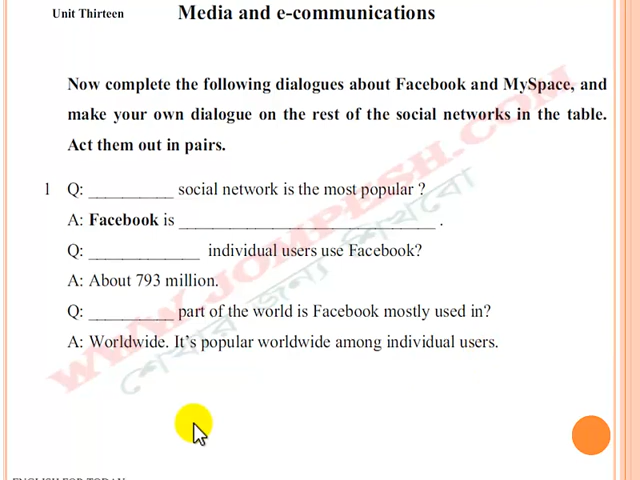 Unit Thirteen
Media and e-communications
Now complete the following dialogues about Facebook and MySpace, and
make your own dialogue on the rest of the social networks in the table.
Act them out in pairs.
1 Q: __________ social network is the most popular ?
A: Facebook is ______________________________ .
Q: _____________ individual users use Facebook?
A: About 793 million.
Q: __________ part of the world is Facebook mostly used in?
A: Worldwide. It's popular worldwide among individual users.
WWW.JOMPESH.COM
শেখার জন্য শেখাবো